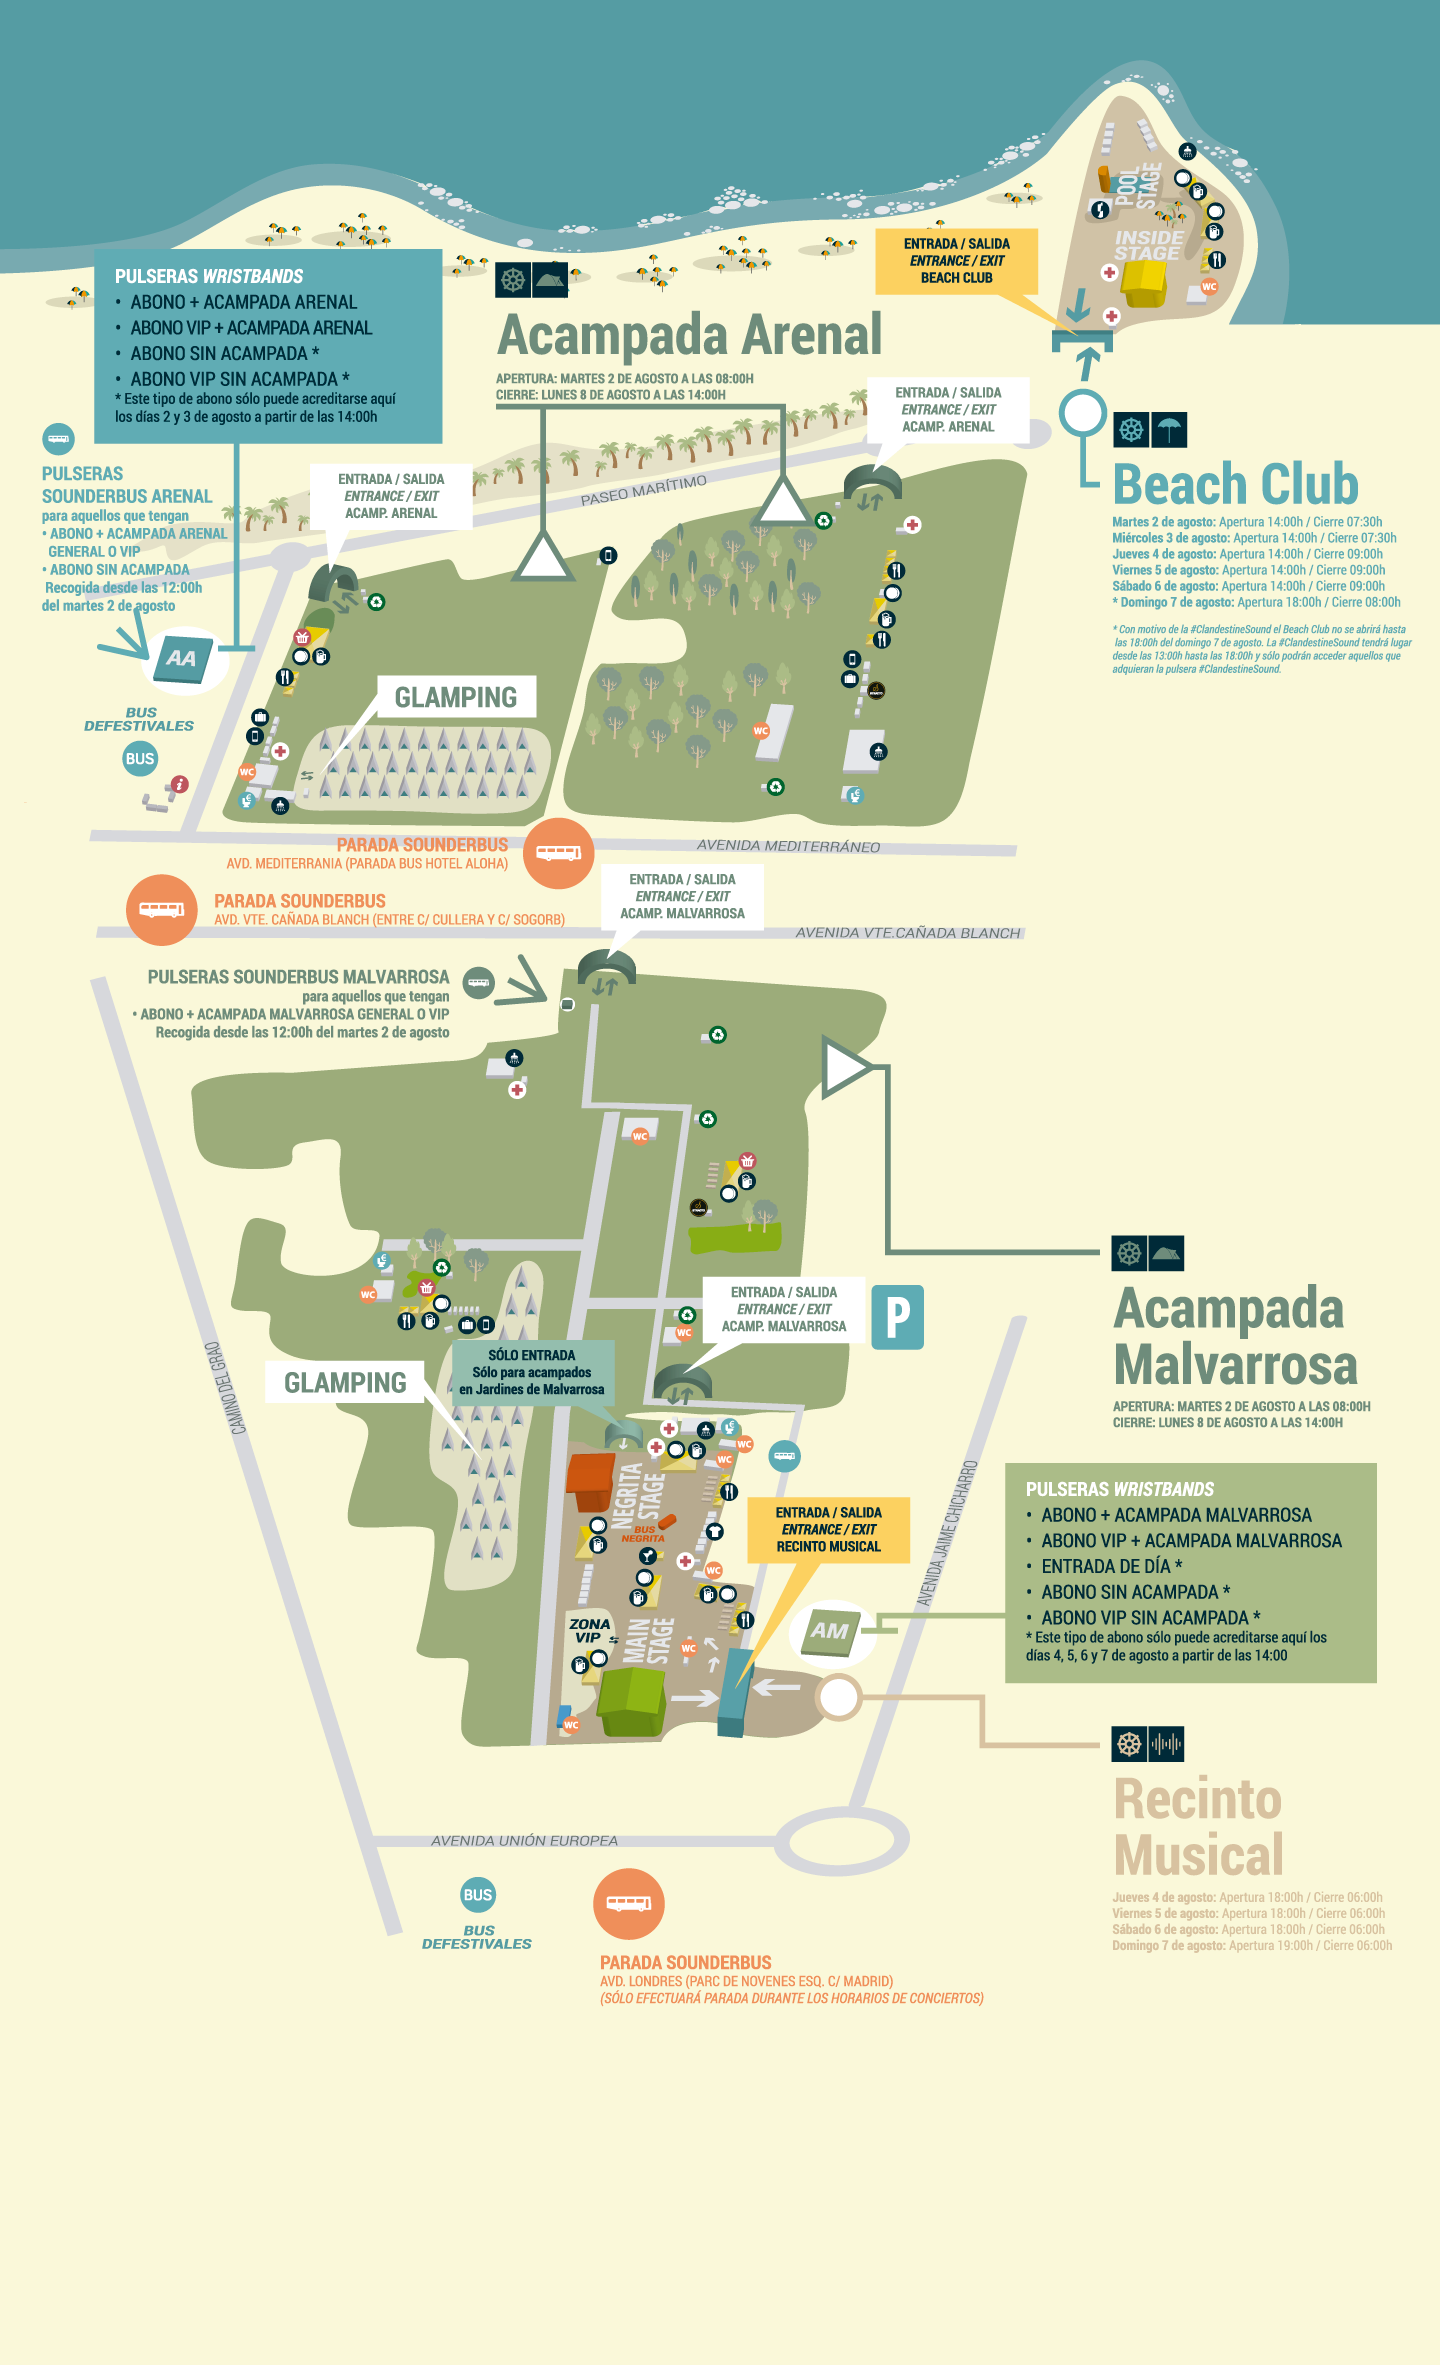 POOL
STAGE
INSIDE
STAGE
WC
ENTRADA / SALIDA
ENTRANCE / EXIT
BEACH CLUB
PULSERAS WRISTBANDS
• ABONO + ACAMPADA ARENAL
• ABONO VIP + ACAMPADA ARENAL
• ABONO SIN ACAMPADA *
• ABONO VIP SIN ACAMPADA *
* Este tipo de abono sólo puede acreditarse aquí
los días 2 y 3 de agosto a partir de las 14:00h
Acampada Arenal
APERTURA: MARTES 2 DE AGOSTO A LAS 08:00H
CIERRE: LUNES 8 DE AGOSTO A LAS 14:00H
ENTRADA / SALIDA
ENTRANCE / EXIT
ACAMP. ARENAL
Beach Club
Martes 2 de agosto: Apertura 14:00h / Cierre 07:30h
Miércoles 3 de agosto: Apertura 14:00h / Cierre 07:30h
Jueves 4 de agosto: Apertura 14:00h / Cierre 09:00h
Viernes 5 de agosto: Apertura 14:00h / Cierre 09:00h
Sábado 6 de agosto: Apertura 14:00h / Cierre 09:00h
* Domingo 7 de agosto: Apertura 18:00h / Cierre 08:00h
* Con motivo de la #ClandestineSound el Beach Club no se abrirá hasta
las 18:00h del domingo 7 de agosto. La #ClandestineSound tendrá lugar
desde las 13:00h hasta las 18:00h y sólo podrán acceder aquellos que
adquieran la pulsera #ClandestineSound.
PULSERAS
SOUNDERBUS ARENAL
para aquellos que tengan
• ABONO + ACAMPADA ARENAL
GENERAL O VIP
• ABONO SIN ACAMPADA
Recogida desde las 12:00h
del martes 2 de agosto
ENTRADA / SALIDA
ENTRANCE / EXIT
ACAMP. ARENAL
PASEO MARÍTIMO
AA
GLAMPING
BUS
DEFESTIVALES
BUS
i
WC
WC
PARADA SOUNDERBUS
AVD. MEDITERRANIA (PARADA BUS HOTEL ALOHA)
AVENIDA MEDITERRÁNEO
PARADA SOUNDERBUS
AVD. VTE. CAÑADA BLANCH (ENTRE C/ CULLERA Y C/ SOGORB)
ENTRADA / SALIDA
ENTRANCE / EXIT
ACAMP. MALVARROSA
AVENIDA VTE.CAÑADA BLANCH
PULSERAS SOUNDERBUS MALVARROSA
para aquellos que tengan
• ABONO + ACAMPADA MALVARROSA GENERAL O VIP
Recogida desde las 12:00h del martes 2 de agosto
WC
WC
WC
ENTRADA / SALIDA
ENTRANCE / EXIT
ACAMP. MALVARROSA
P
Acampada
Malvarrosa
APERTURA: MARTES 2 DE AGOSTO A LAS 08:00H
CIERRE: LUNES 8 DE AGOSTO A LAS 14:00H
CAMINO DEL GRAO
GLAMPING
SÓLO ENTRADA
Sólo para acampados
en Jardines de Malvarrosa
WC
WC
NEGRITA
STAGE
BUS
NEGRITA
WC
ENTRADA / SALIDA
ENTRANCE / EXIT
RECINTO MUSICAL
AVENIDA JAIME CHICHARRO
PULSERAS WRISTBANDS
• ABONO + ACAMPADA MALVARROSA
• ABONO VIP + ACAMPADA MALVARROSA
• ENTRADA DE DÍA *
• ABONO SIN ACAMPADA *
• ABONO VIP SIN ACAMPADA *
* Este tipo de abono sólo puede acreditarse aquí los
días 4, 5, 6 y 7 de agosto a partir de las 14:00
ZONA
VIP
MAIN
STAGE
WC
AM
WC
Recinto
Musical
Jueves 4 de agosto: Apertura 18:00h / Cierre 06:00h
Viernes 5 de agosto: Apertura 18:00h / Cierre 06:00h
Sábado 6 de agosto: Apertura 18:00h / Cierre 06:00h
Domingo 7 de agosto: Apertura 19:00h / Cierre 06:00h
AVENIDA UNIÓN EUROPEA
BUS
BUS
DEFESTIVALES
PARADA SOUNDERBUS
AVD. LONDRES (PARC DE NOVENES ESQ. C/ MADRID)
(SÓLO EFECTUARÁ PARADA DURANTE LOS HORARIOS DE CONCIERTOS)